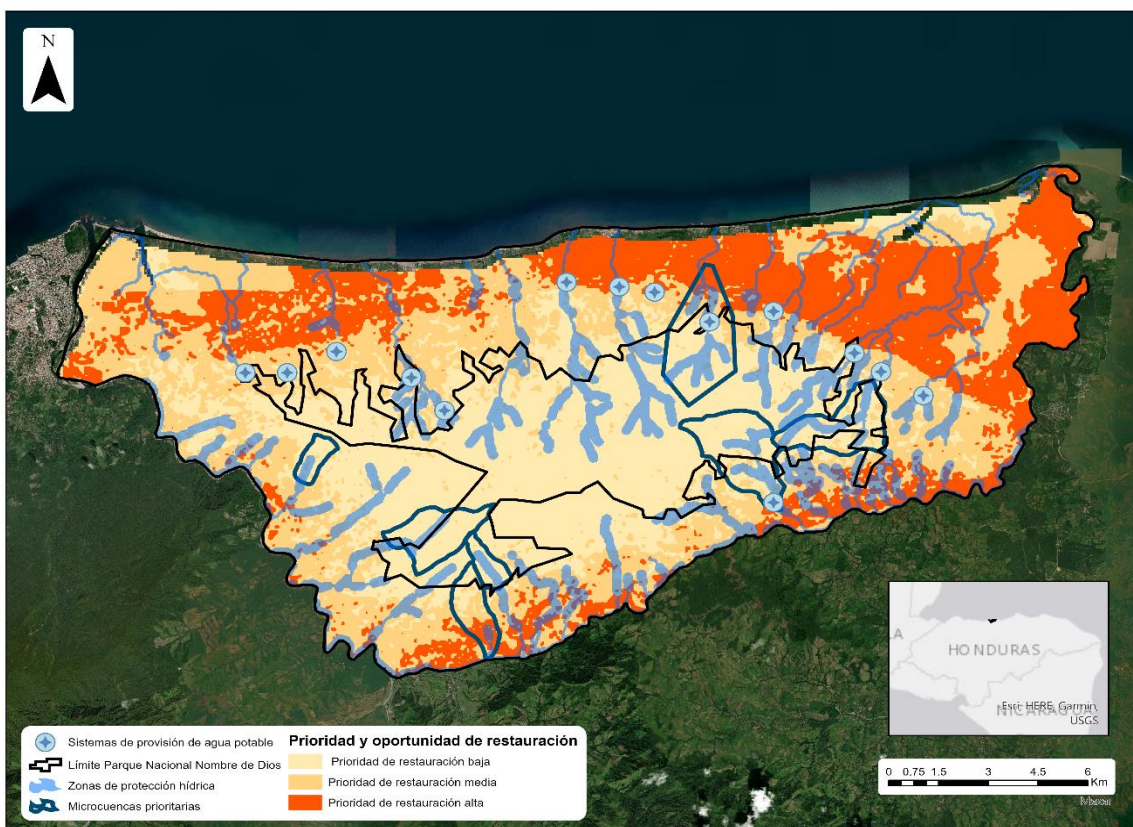 N
LA
HONDURAS
Esri, HERE, Garmin,
NICARAGUA
USGS
Sistemas de provisión de agua potable
Límite Parque Nacional Nombre de Dios
Zonas de protección hídrica
Microcuencas prioritarias
Prioridad y oportunidad de restauración
Prioridad de restauración baja
Prioridad de restauración media
Prioridad de restauración alta
0 0,75 1,5 3 4,5 6
Km